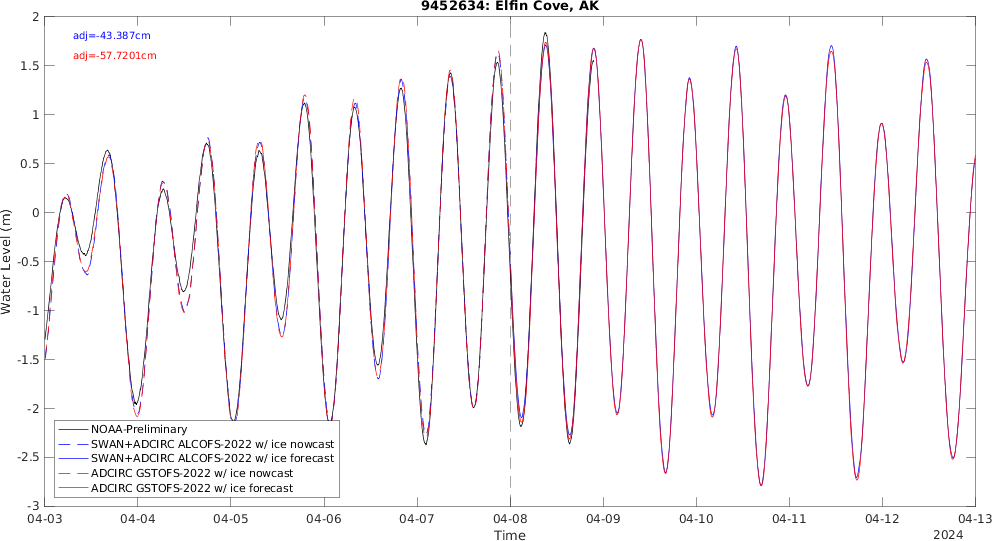 9452634: Elfin Cove, AK
adj=-43.387cm
adj=-57.7201cm
Water Level (m)
2
1.5
1
0.5
0
-0.5
-1
-1.5
-2
-2.5
-3
NOAA-Preliminary
SWAN+ADCIRC ALCOFS-2022 w/ ice nowcast
SWAN+ADCIRC ALCOFS-2022 w/ ice forecast
ADCIRC GSTOFS-2022 w/ ice nowcast
ADCIRC GSTOFS-2022 w/ ice forecast
04-03 04-04 04-05 04-06 04-07 04-08 04-09 04-10 04-11 04-12 04-13
Time
2024